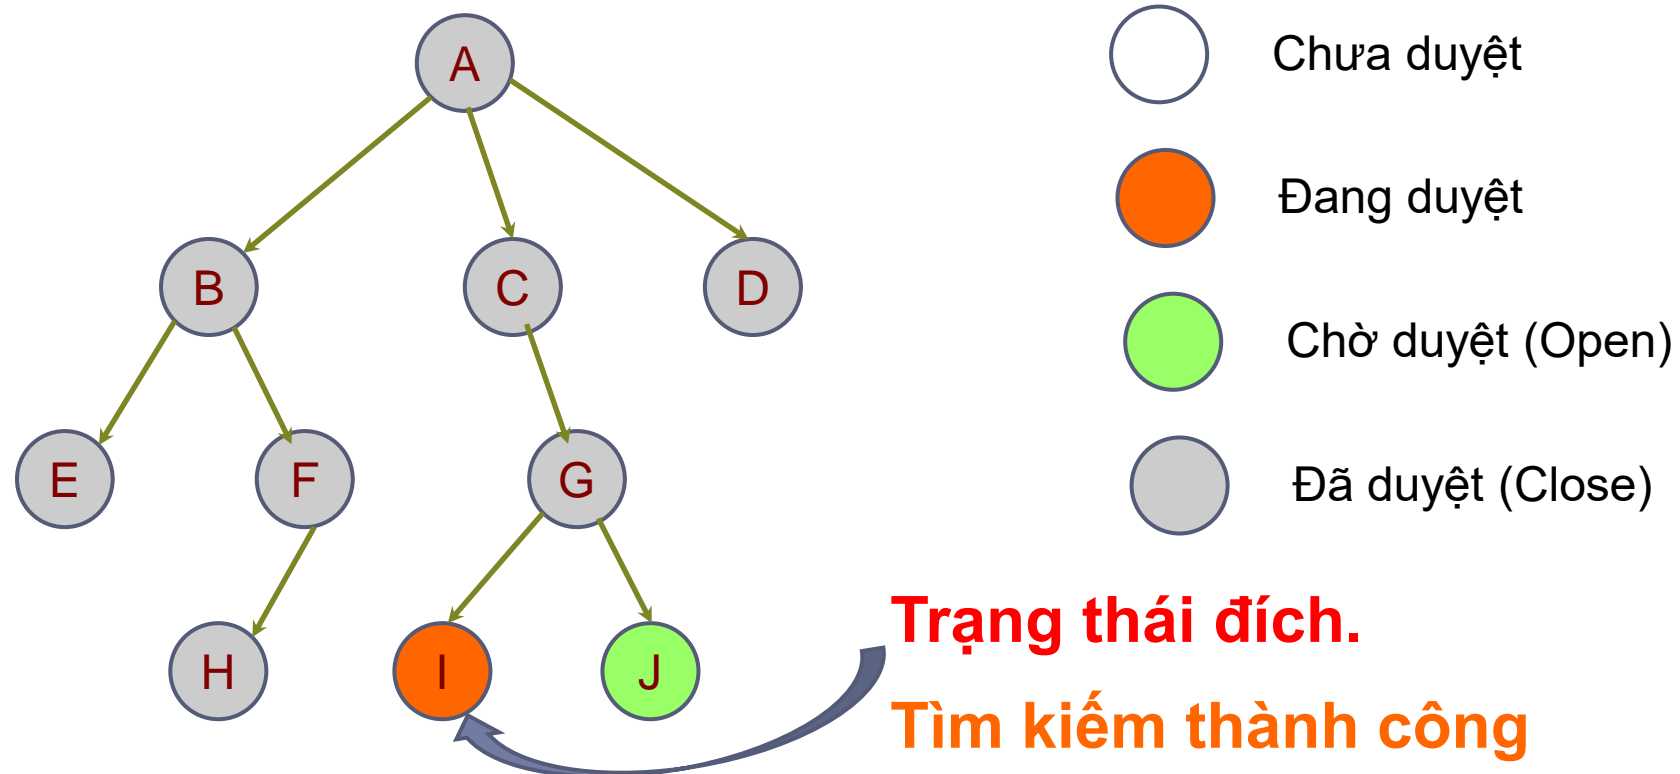 A
Chưa duyệt
Đang duyệt
B
C
D
Chờ duyệt (Open)
E
F
G
Đã duyệt (Close)
Trạng thái đích.
H
I
J
Tìm kiếm thành công